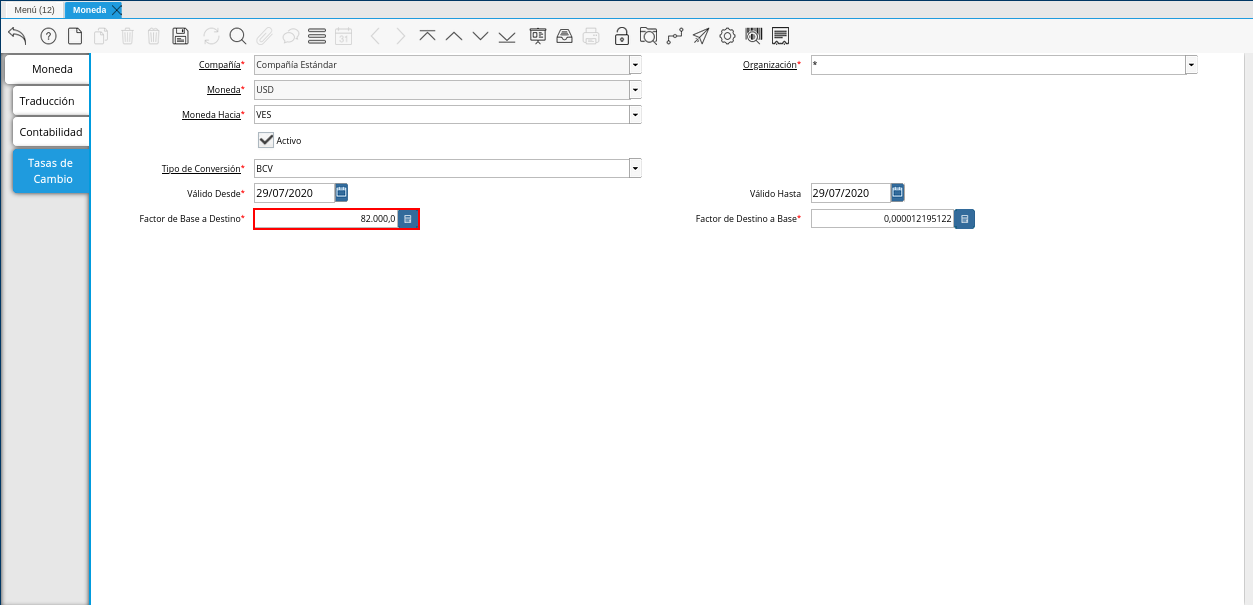 Menú (12) Moneda
31
Moneda
Traducción
Contabilidad
Tasas de
Cambio
Compañía* Compañía Estándar Organización* *
Moneda* USD
Moneda Hacia* VES
Activo
Tipo de Conversión* BCV
Válido Desde* 29/07/2020 Válido Hasta 29/07/2020
Factor de Base a Destino* 82.000,0 Factor de Destino a Base* 0,000012195122